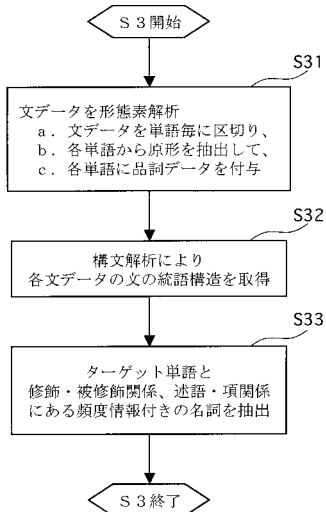 S3開始
S31
文データを形態素解析
a．文データを単語毎に区切り、
b．各単語から原形を抽出して、
c．各単語に品詞データを付与
S32
構文解析により
各文データの文の統語構造を取得
S33
ターゲット単語と
修飾・被修飾関係、述語・項関係
にある頻度情報付きの名詞を抽出
S3終了